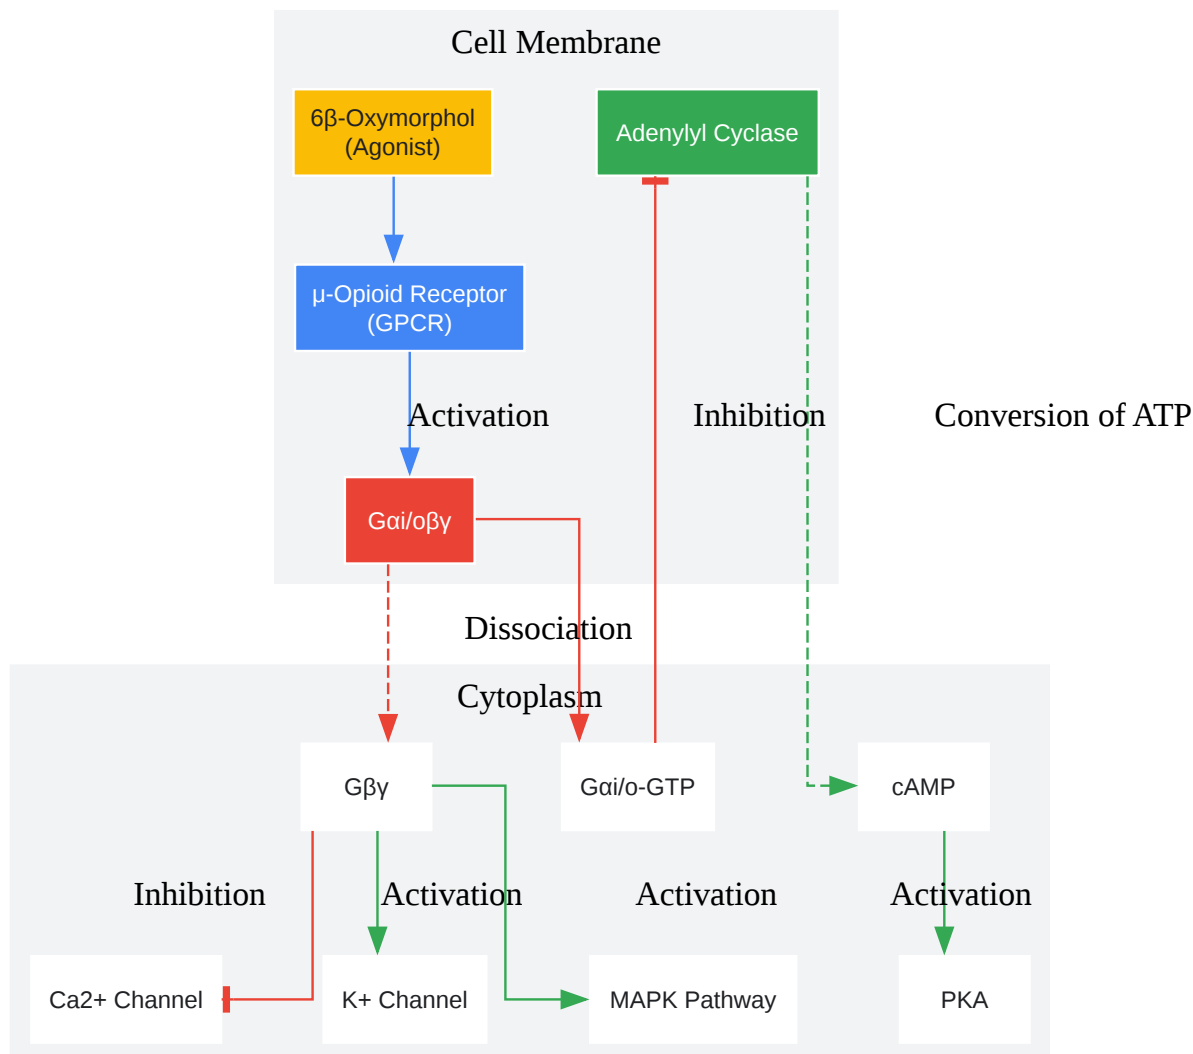 Cell Membrane
6β-Oxymorphol
(Agonist)
Adenylyl Cyclase
μ-Opioid Receptor
(GPCR)
Activation
Inhibition
Conversion of ATP
Gαi/oβγ
Dissociation
Cytoplasm
Gβγ
Gαi/o-GTP
cAMP
Inhibition
Activation
Activation
Activation
Ca2+ Channel
K+ Channel
MAPK Pathway
PKA